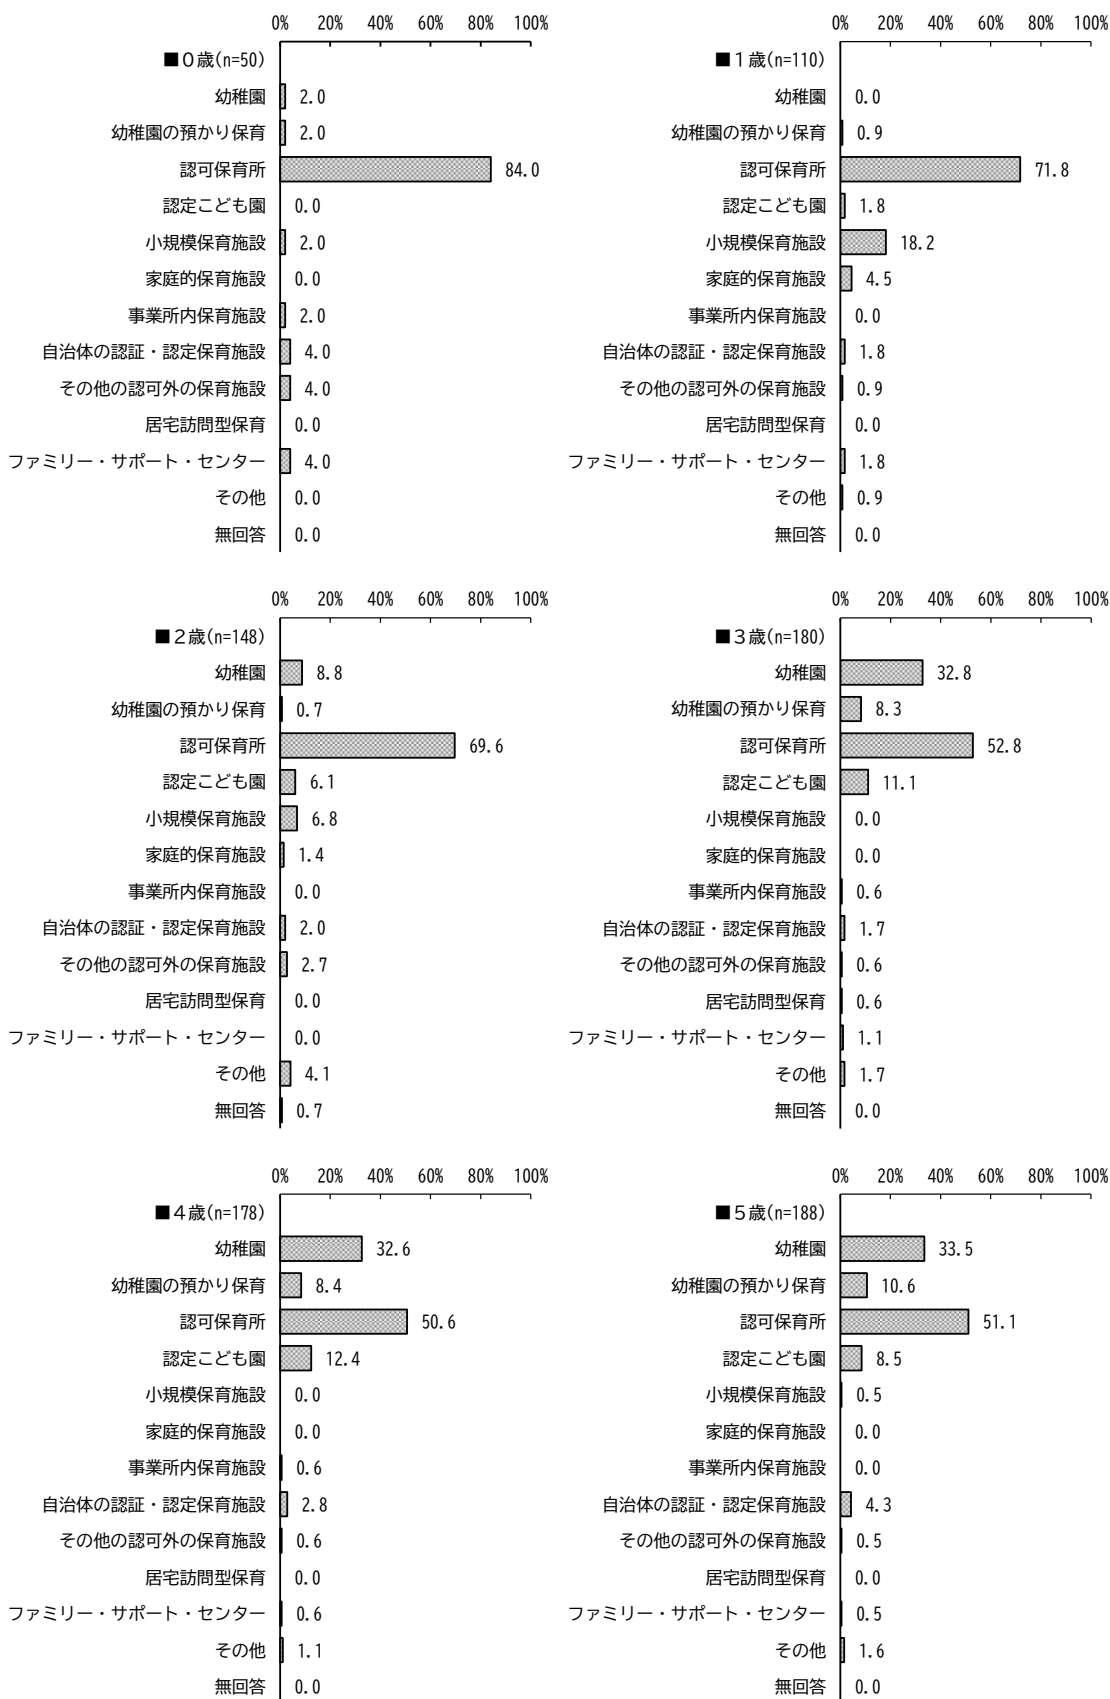 0% 20% 40% 60% 80% 100%
■０歳(n=50)
幼稚園 2.0
幼稚園の預かり保育 2.0
認可保育所 84.0
認定こども園 0.0
小規模保育施設 2.0
家庭的保育施設 0.0
事業所内保育施設 2.0
自治体の認証・認定保育施設 4.0
その他の認可外の保育施設 4.0
居宅訪問型保育 0.0
ファミリー・サポート・センター 4.0
その他 0.0
無回答 0.0
0% 20% 40% 60% 80% 100%
■１歳(n=110)
幼稚園 0.0
幼稚園の預かり保育 0.9
認可保育所 71.8
認定こども園 1.8
小規模保育施設 18.2
家庭的保育施設 4.5
事業所内保育施設 0.0
自治体の認証・認定保育施設 1.8
その他の認可外の保育施設 0.9
居宅訪問型保育 0.0
ファミリー・サポート・センター 1.8
その他 0.9
無回答 0.0
0% 20% 40% 60% 80% 100%
■２歳(n=148)
幼稚園 8.8
幼稚園の預かり保育 0.7
認可保育所 69.6
認定こども園 6.1
小規模保育施設 6.8
家庭的保育施設 1.4
事業所内保育施設 0.0
自治体の認証・認定保育施設 2.0
その他の認可外の保育施設 2.7
居宅訪問型保育 0.0
ファミリー・サポート・センター 0.0
その他 4.1
無回答 0.7
0% 20% 40% 60% 80% 100%
■３歳(n=180)
幼稚園 32.8
幼稚園の預かり保育 8.3
認可保育所 52.8
認定こども園 11.1
小規模保育施設 0.0
家庭的保育施設 0.0
事業所内保育施設 0.6
自治体の認証・認定保育施設 1.7
その他の認可外の保育施設 0.6
居宅訪問型保育 0.6
ファミリー・サポート・センター 1.1
その他 1.7
無回答 0.0
0% 20% 40% 60% 80% 100%
■４歳(n=178)
幼稚園 32.6
幼稚園の預かり保育 8.4
認可保育所 50.6
認定こども園 12.4
小規模保育施設 0.0
家庭的保育施設 0.0
事業所内保育施設 0.6
自治体の認証・認定保育施設 2.8
その他の認可外の保育施設 0.6
居宅訪問型保育 0.0
ファミリー・サポート・センター 0.6
その他 1.1
無回答 0.0
0% 20% 40% 60% 80% 100%
■５歳(n=188)
幼稚園 33.5
幼稚園の預かり保育 10.6
認可保育所 51.1
認定こども園 8.5
小規模保育施設 0.5
家庭的保育施設 0.0
事業所内保育施設 0.0
自治体の認証・認定保育施設 4.3
その他の認可外の保育施設 0.5
居宅訪問型保育 0.0
ファミリー・サポート・センター 0.5
その他 1.6
無回答 0.0